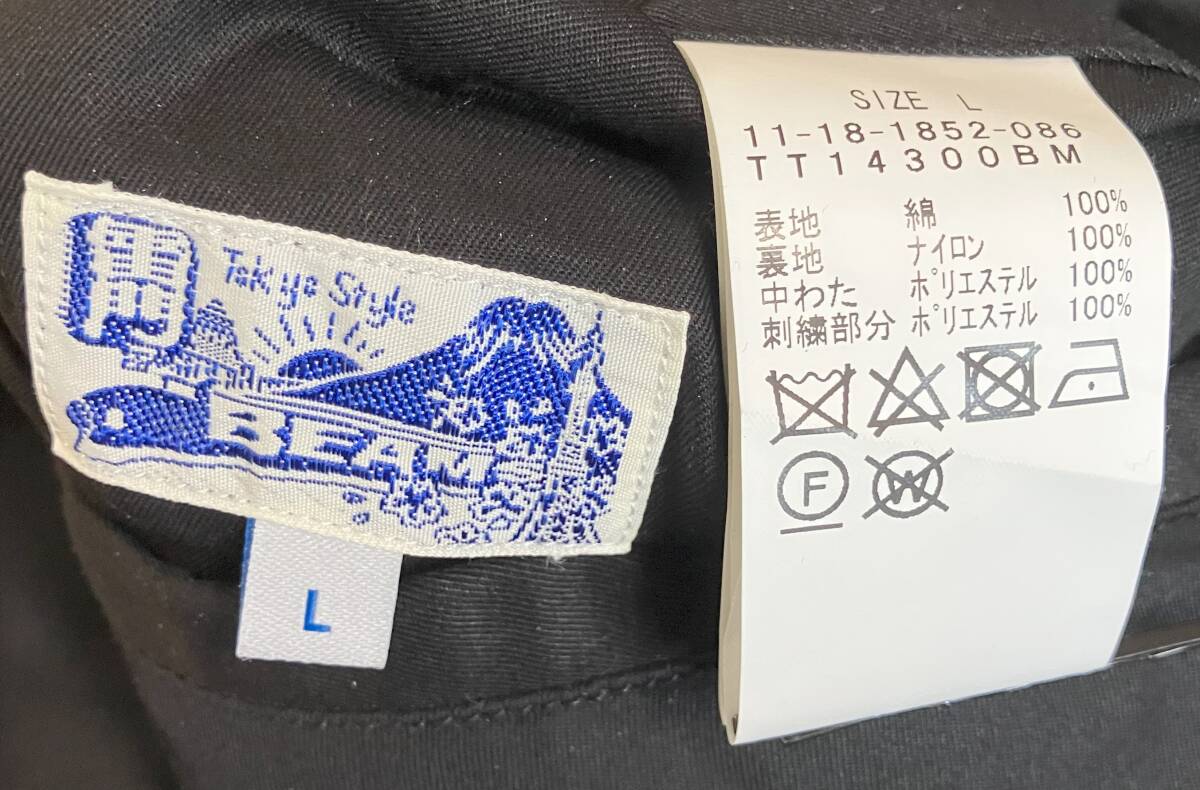 東
円
Tokyo Style
BEAMS
L
SIZE L
11-18-1852-086
TT14300BM
表地 綿 100%
裏地 ナイロン 100%
中わた ポリエステル 100%
刺繍部分 ポリエステル 100%
F
W